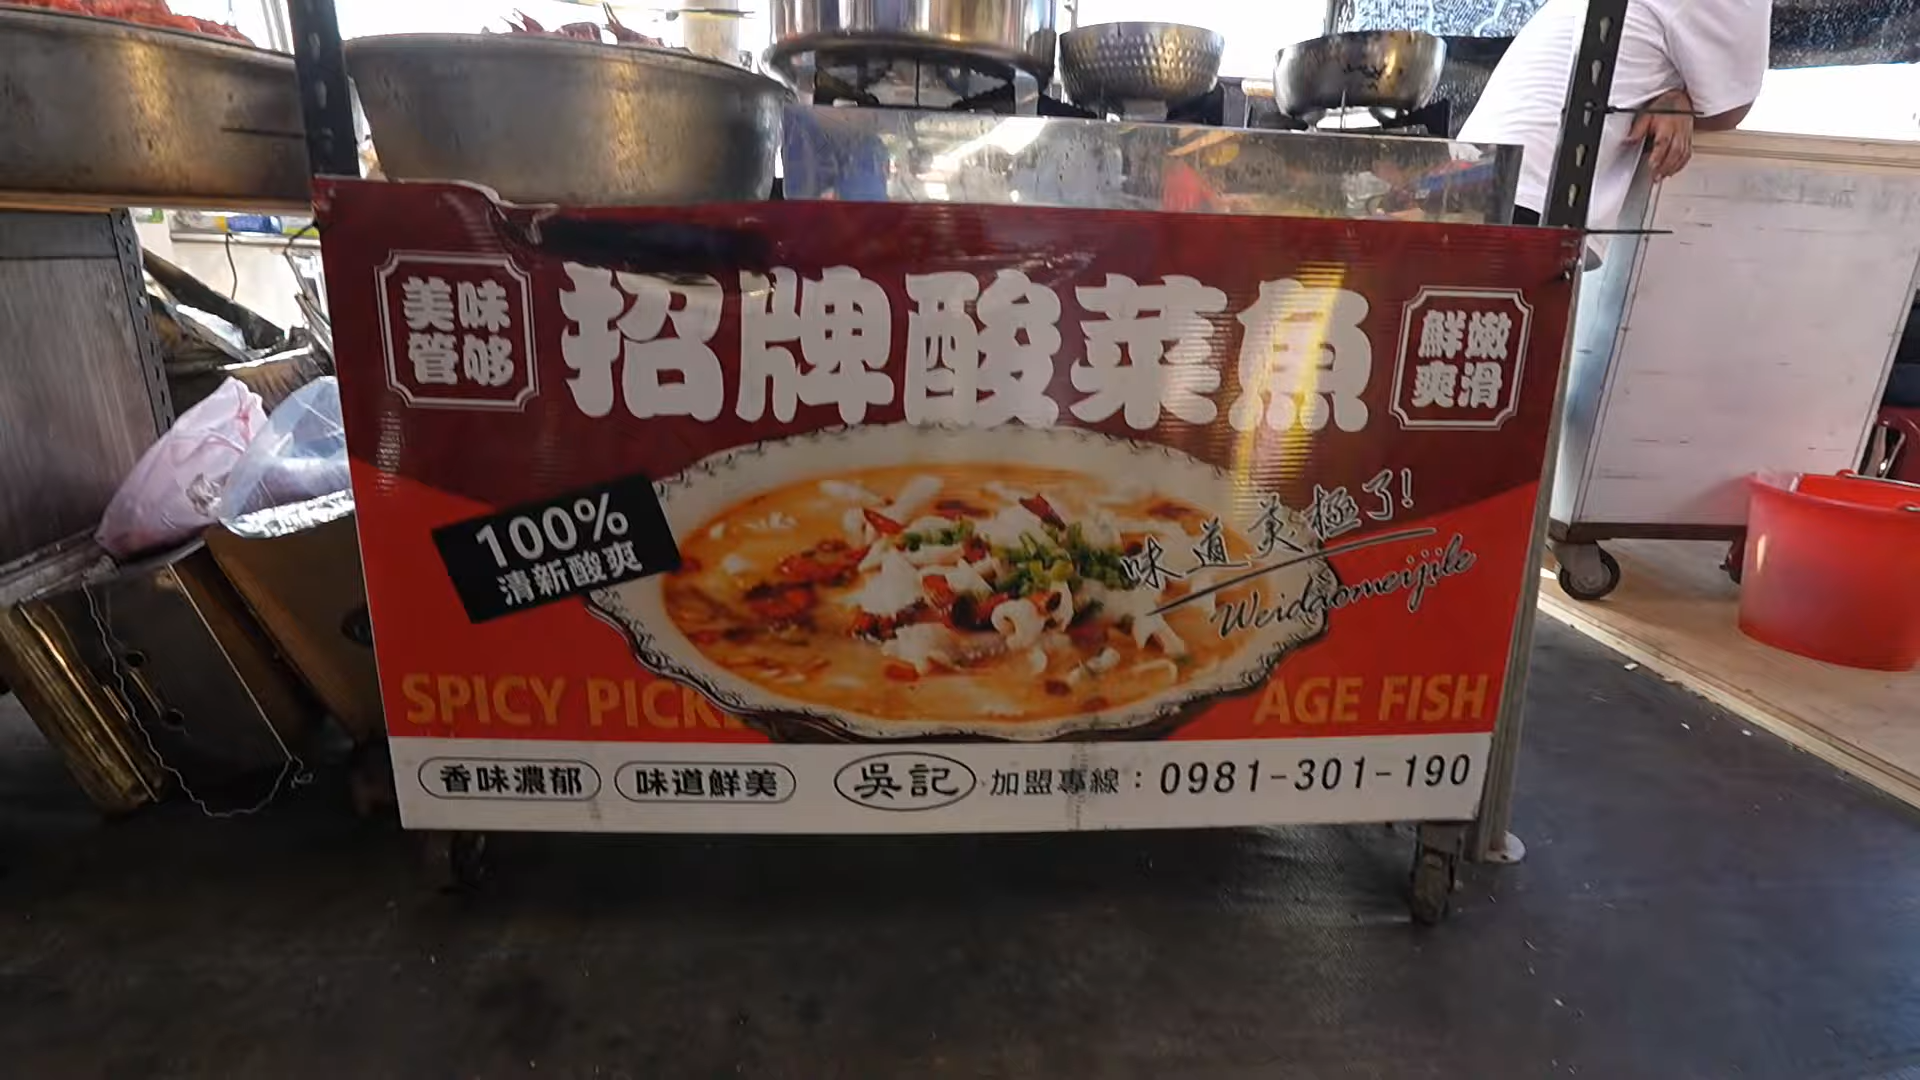 美味
管够
招牌酸菜魚
鮮嫩
爽滑
100%
清新酸爽
味道美極了!
Weidaomeijile
SPICY PICK
AGE FISH
香味濃郁
味道鮮美
吳記
加盟專線：0981-301-190